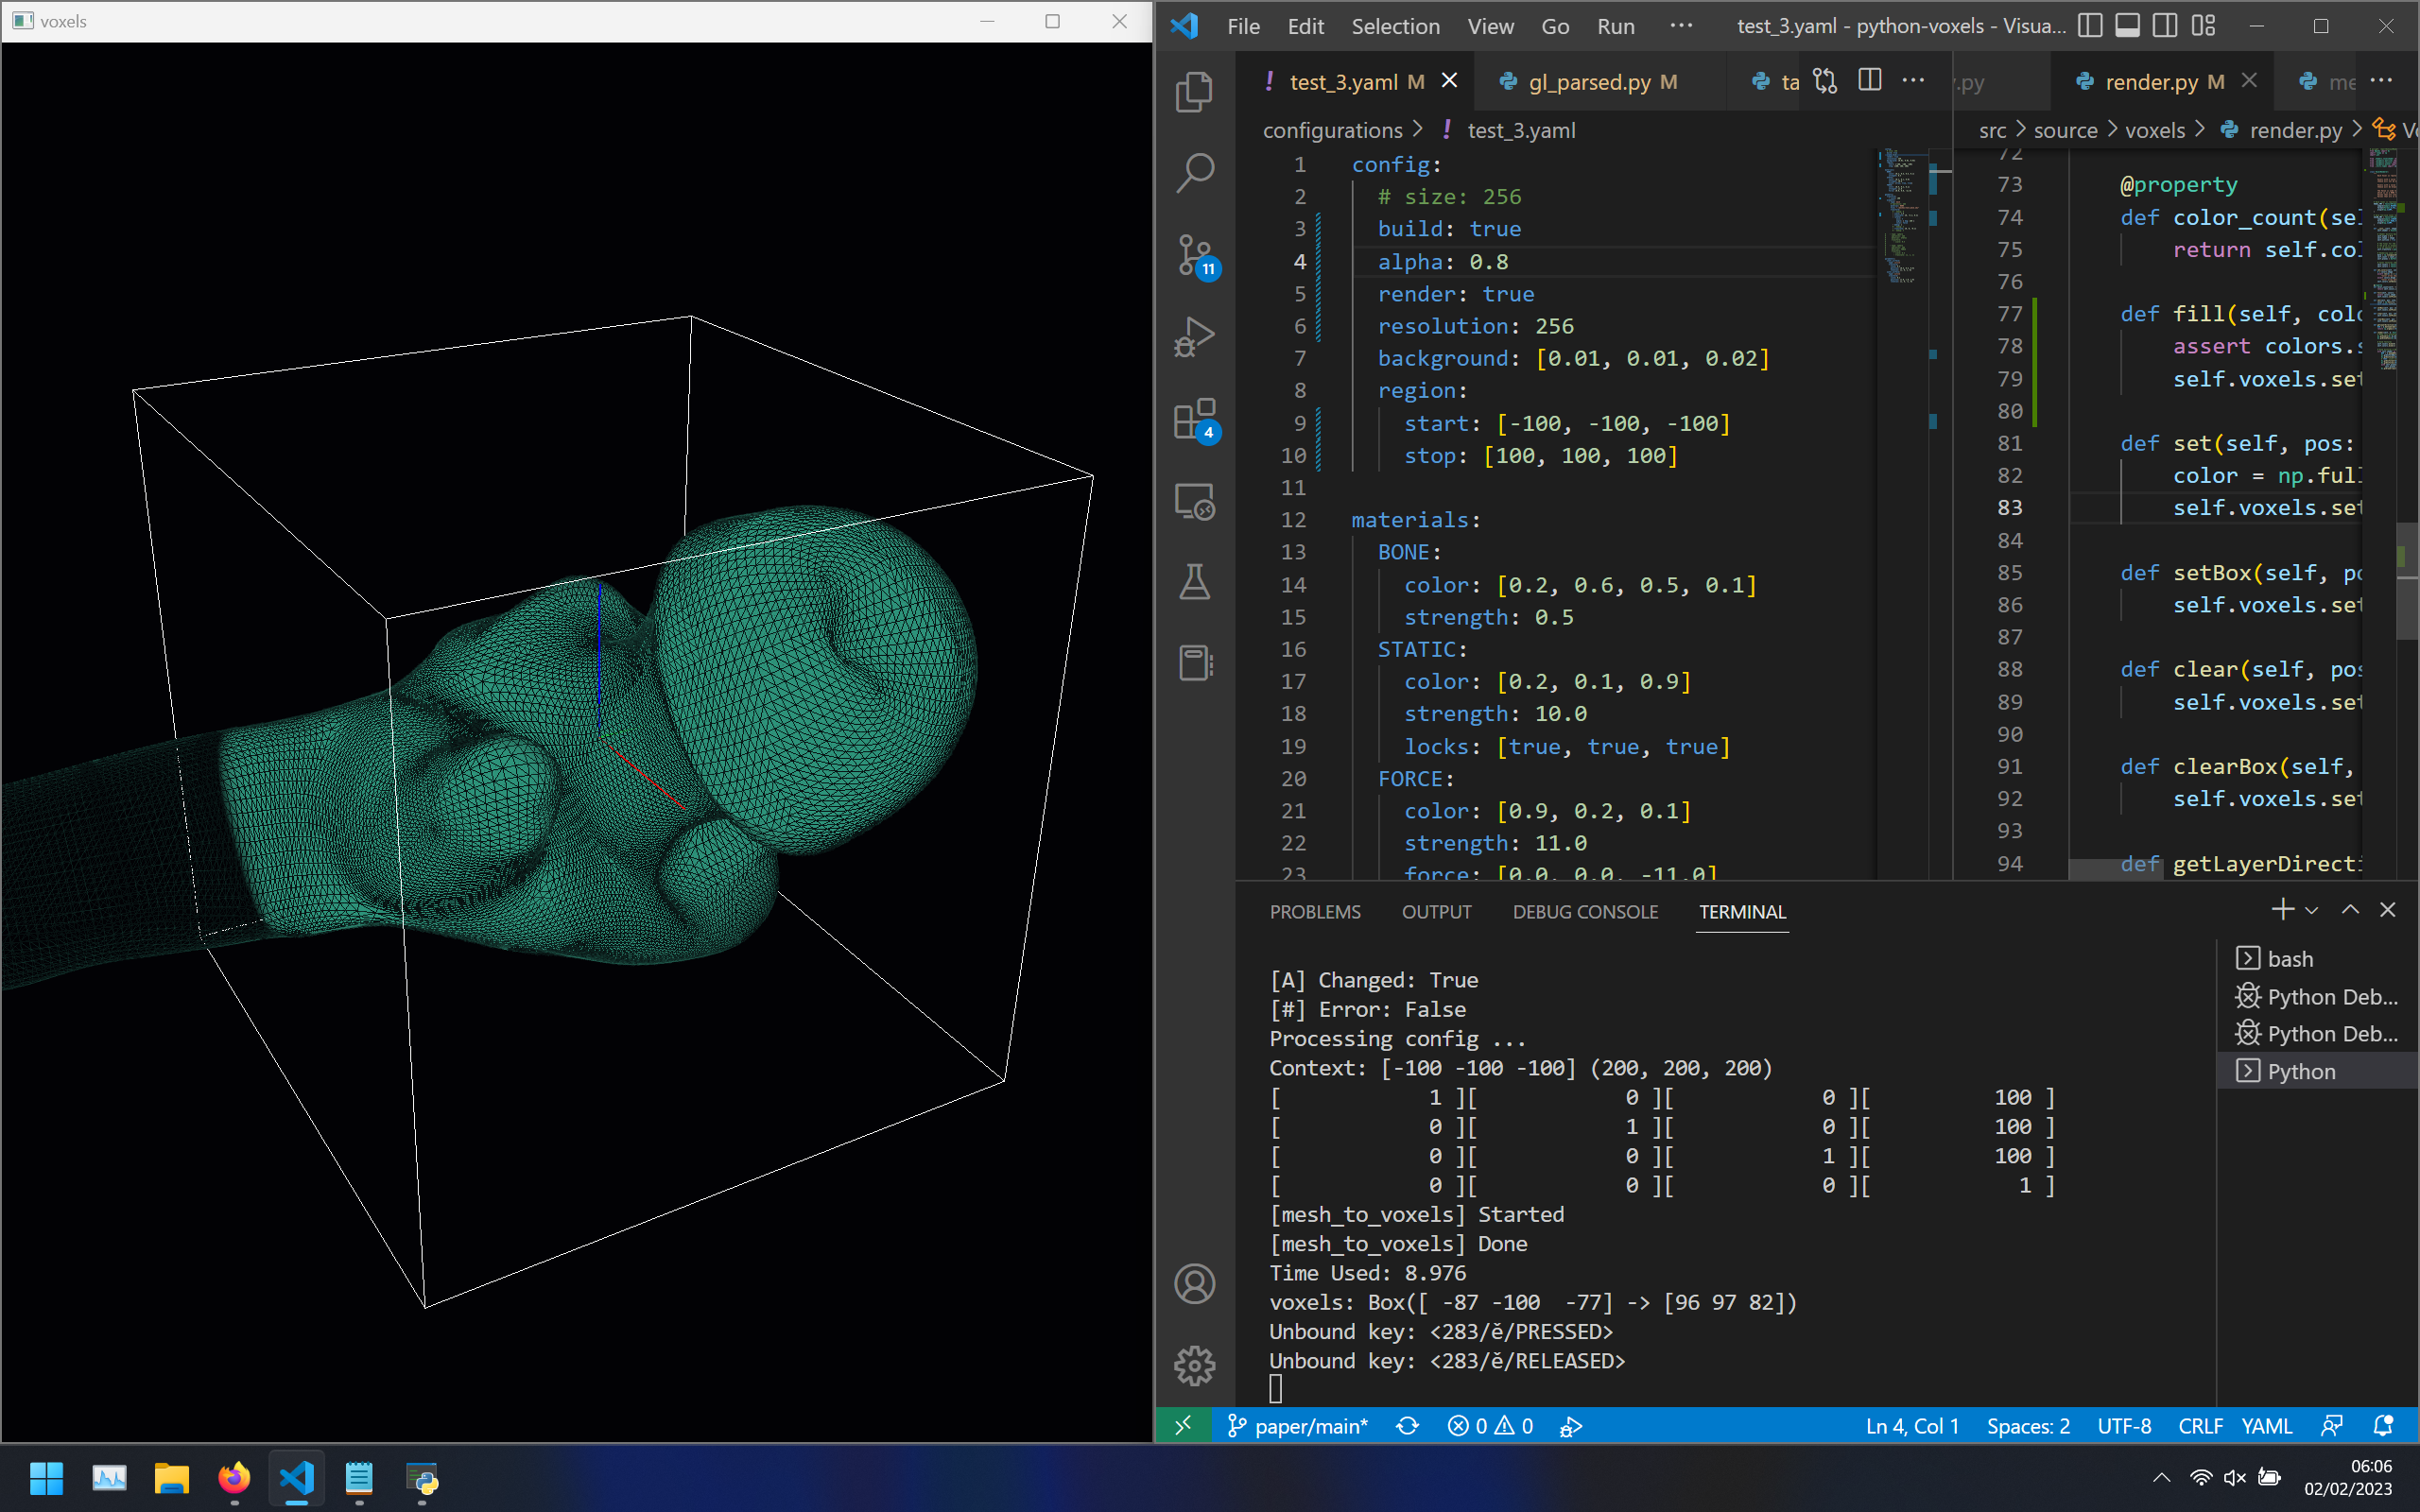 voxels
File Edit Selection View Go Run ··· test_3.yaml - python-voxels - Visua...
! test_3.yaml M gl_parsed.py M ta
.py render.py M me
configurations > ! test_3.yaml
src > source > voxels > render.py >
1 config:
2 # size: 256
3 build: true
4 alpha: 0.8
5 render: true
6 resolution: 256
7 background: [0.01, 0.01, 0.02]
8 region:
9 start: [-100, -100, -100]
10 stop: [100, 100, 100]
11
12 materials:
13 BONE:
14 color: [0.2, 0.6, 0.5, 0.1]
15 strength: 0.5
16 STATIC:
17 color: [0.2, 0.1, 0.9]
18 strength: 10.0
19 locks: [true, true, true]
20 FORCE:
21 color: [0.9, 0.2, 0.1]
22 strength: 11.0
23 force: [0.0, 0.0, -11.0]
72
73 @property
74 def color_count(sel
75 return self.col
76
77 def fill(self, colo
78 assert colors.s
79 self.voxels.set
80
81 def set(self, pos:
82 color = np.full
83 self.voxels.set
84
85 def setBox(self, po
86 self.voxels.set
87
88 def clear(self, pos
89 self.voxels.set
90
91 def clearBox(self,
92 self.voxels.set
93
94 def getLayerDirecti
11
4
PROBLEMS OUTPUT DEBUG CONSOLE TERMINAL
[A] Changed: True
[#] Error: False
Processing config ...
Context: [-100 -100 -100] (200, 200, 200)
[ 1 ][ 0 ][ 0 ][ 100 ]
[ 0 ][ 1 ][ 0 ][ 100 ]
[ 0 ][ 0 ][ 1 ][ 100 ]
[ 0 ][ 0 ][ 0 ][ 1 ]
[mesh_to_voxels] Started
[mesh_to_voxels] Done
Time Used: 8.976
voxels: Box([ -87 -100  -77] -> [96 97 82])
Unbound key: <283/ě/PRESSED>
Unbound key: <283/ě/RELEASED>
bash
Python Deb...
Python Deb...
Python
paper/main* 0 0 Ln 4, Col 1 Spaces: 2 UTF-8 CRLF YAML
06:06
02/02/2023